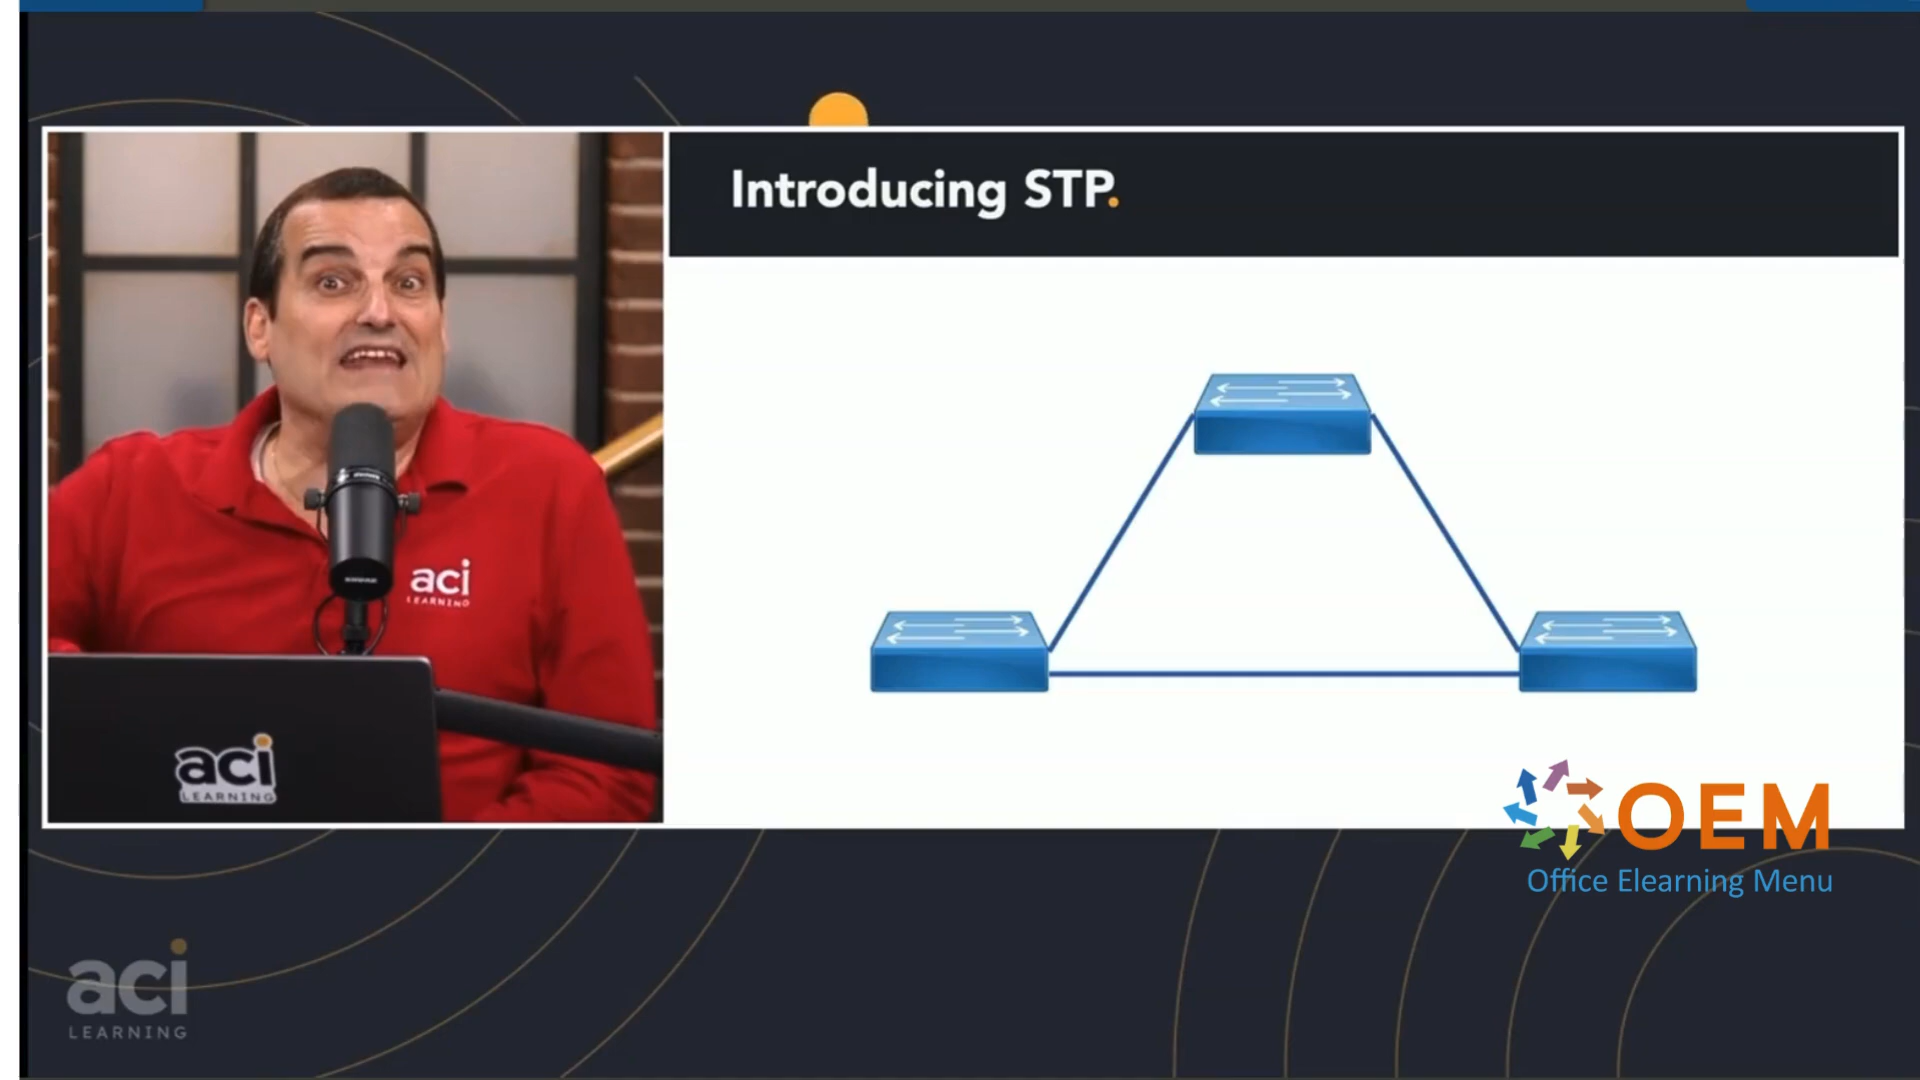 Introducing STP.
aci
LEARNING
aci
LEARNING
OEM
Office Elearning Menu
aci
LEARNING